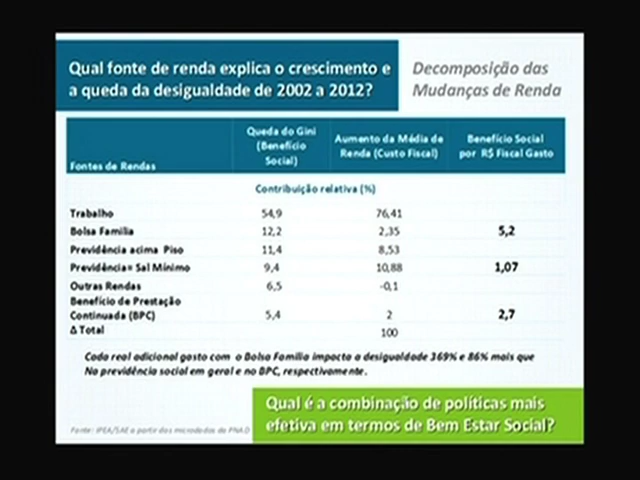 Qual fonte de renda explica o crescimento e
a queda da desigualdade de 2002 a 2012?
Decomposição das
Mudanças de Renda
Fontes de Rendas
Queda do Gini
(Benefício
Social)
Aumento da Média de
Renda (Custo Fiscal)
Benefício Social
por R$ Fiscal Gasto
Contribuição relativa (%)
Trabalho 54,9 76,41
Bolsa Familia 12,2 2,35 5,2
Previdência acima Piso 11,4 8,53
Previdência= Sal Mínimo 9,4 10,88 1,07
Outras Rendas 6,5 -0,1
Benefício de Prestação
Continuada (BPC) 5,4 2 2,7
Δ Total 100
Cada real adicional gasto com o Bolsa Família impacta a desigualdade 369% e 86% mais que
Na previdência social em geral e no BPC, respectivamente.
Qual é a combinação de políticas mais
efetiva em termos de Bem Estar Social?
Fonte: IPEA/SAE a partir dos microdados da PNAD